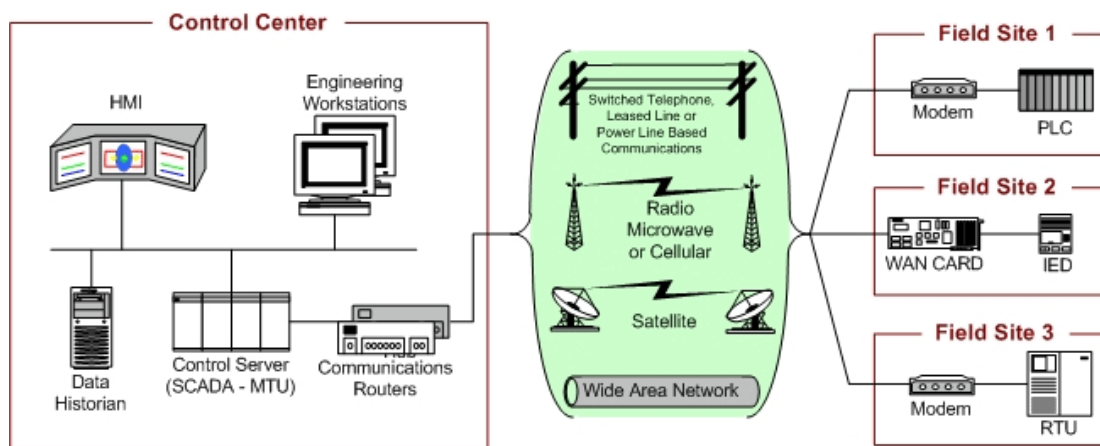 Control Center
HMI
Engineering
Workstations
Data
Historian
Control Server
(SCADA - MTU)
Communications
Routers
Switched Telephone,
Leased Line or
Power Line Based
Communications
Radio
Microwave
or Cellular
Satellite
Wide Area Network
Field Site 1
Modem
PLC
Field Site 2
WAN CARD
IED
Field Site 3
Modem
RTU